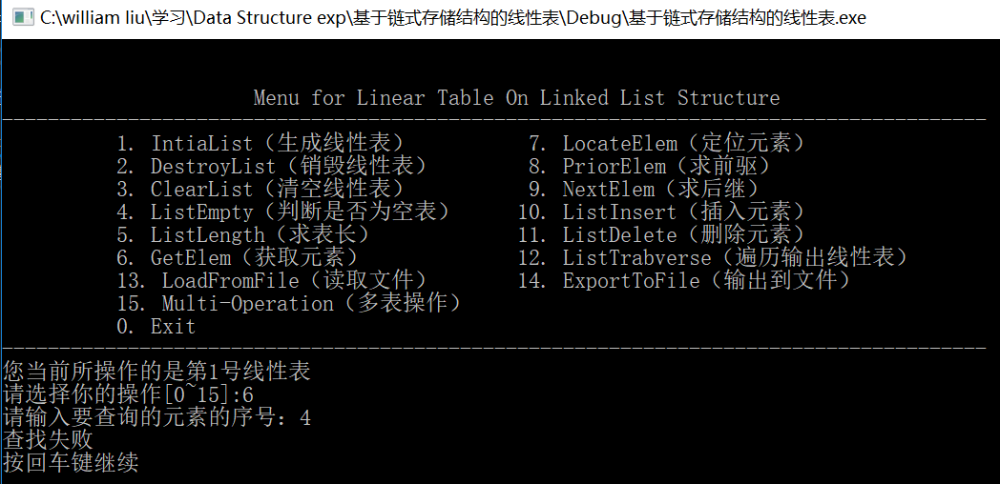 C:\william liu\学习\Data Structure exp\基于链式存储结构的线性表\Debug\基于链式存储结构的线性表.exe
Menu for Linear Table On Linked List Structure
1. IntiaList（生成线性表） 7. LocateElem（定位元素）
2. DestroyList（销毁线性表） 8. PriorElem（求前驱）
3. ClearList（清空线性表） 9. NextElem（求后继）
4. ListEmpty（判断是否为空表） 10. ListInsert（插入元素）
5. ListLength（求表长） 11. ListDelete（删除元素）
6. GetElem（获取元素） 12. ListTrabverse（遍历输出线性表）
13. LoadFromFile（读取文件） 14. ExportToFile（输出到文件）
15. Multi-Operation（多表操作）
0. Exit
您当前所操作的是第1号线性表
请选择你的操作[0~15]:6
请输入要查询的元素的序号：4
查找失败
按回车键继续